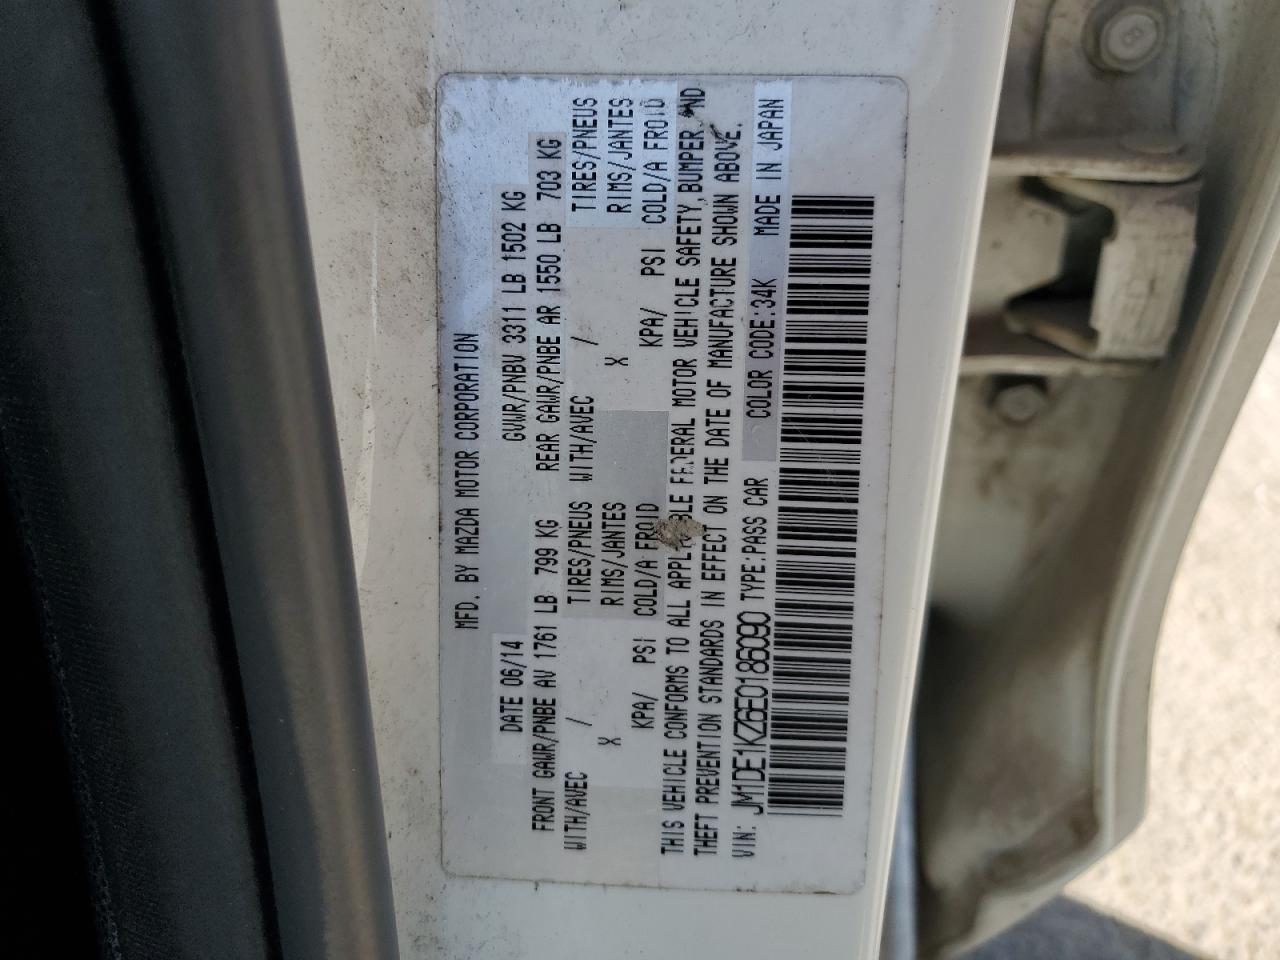 MFD. BY MAZDA MOTOR CORPORATION
DATE 06/14 GVWR/PNBV 3311 LB 1502 KG
FRONT GAWR/PNBE AV 1761 LB 799 KG REAR GAWR/PNBE AR 1550 LB 703 KG
WITH/AVEC / TIRES/PNEUS WITH/AVEC / TIRES/PNEUS
X RIMS/JANTES X RIMS/JANTES
KPA/ PSI COLD/A FROID KPA/ PSI COLD/A FROID
THIS VEHICLE CONFORMS TO ALL APPLICABLE FEDERAL MOTOR VEHICLE SAFETY, BUMPER, AND
THEFT PREVENTION STANDARDS IN EFFECT ON THE DATE OF MANUFACTURE SHOWN ABOVE.
VIN: JM1DE1KZ6E0186090 TYPE:PASS CAR COLOR CODE:34K MADE IN JAPAN
8